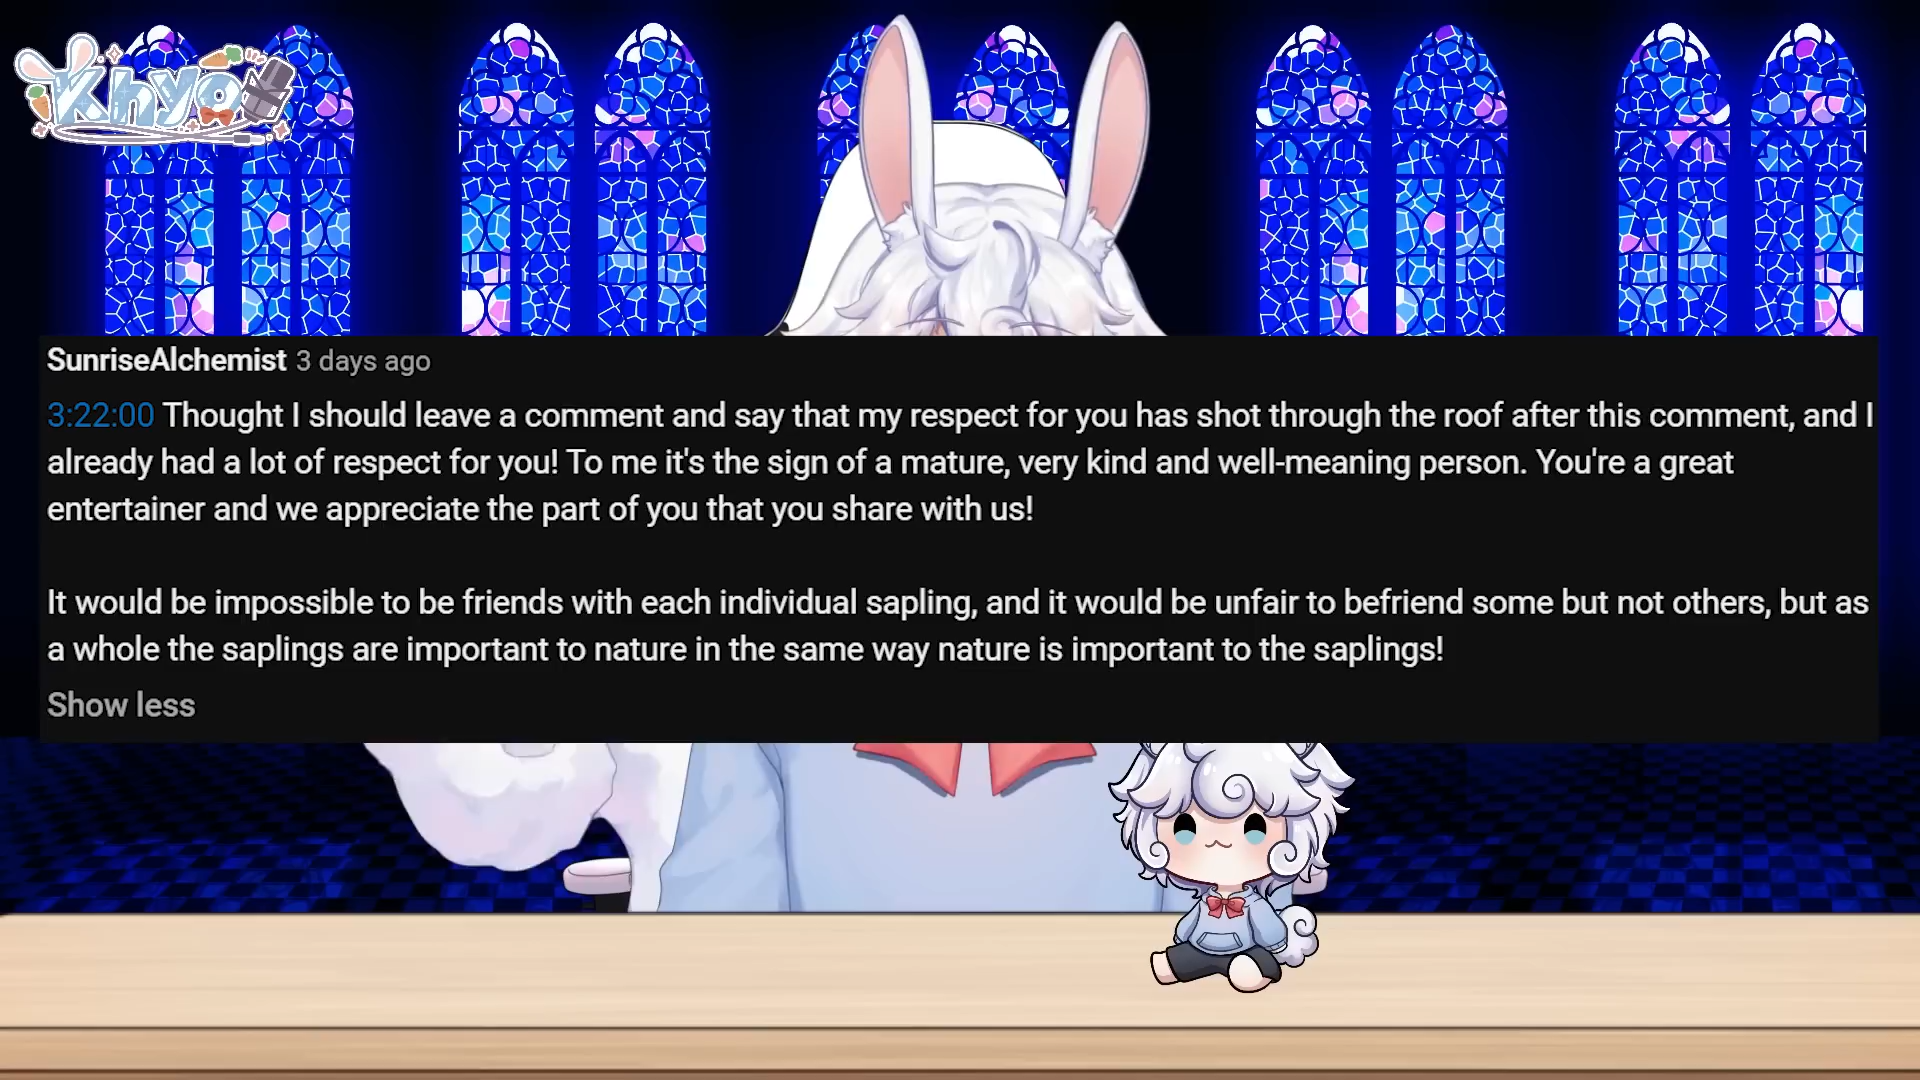 Khyo
SunriseAlchemist 3 days ago
3:22:00 Thought I should leave a comment and say that my respect for you has shot through the roof after this comment, and I
already had a lot of respect for you! To me it's the sign of a mature, very kind and well-meaning person. You're a great
entertainer and we appreciate the part of you that you share with us!
It would be impossible to be friends with each individual sapling, and it would be unfair to befriend some but not others, but as
a whole the saplings are important to nature in the same way nature is important to the saplings!
Show less